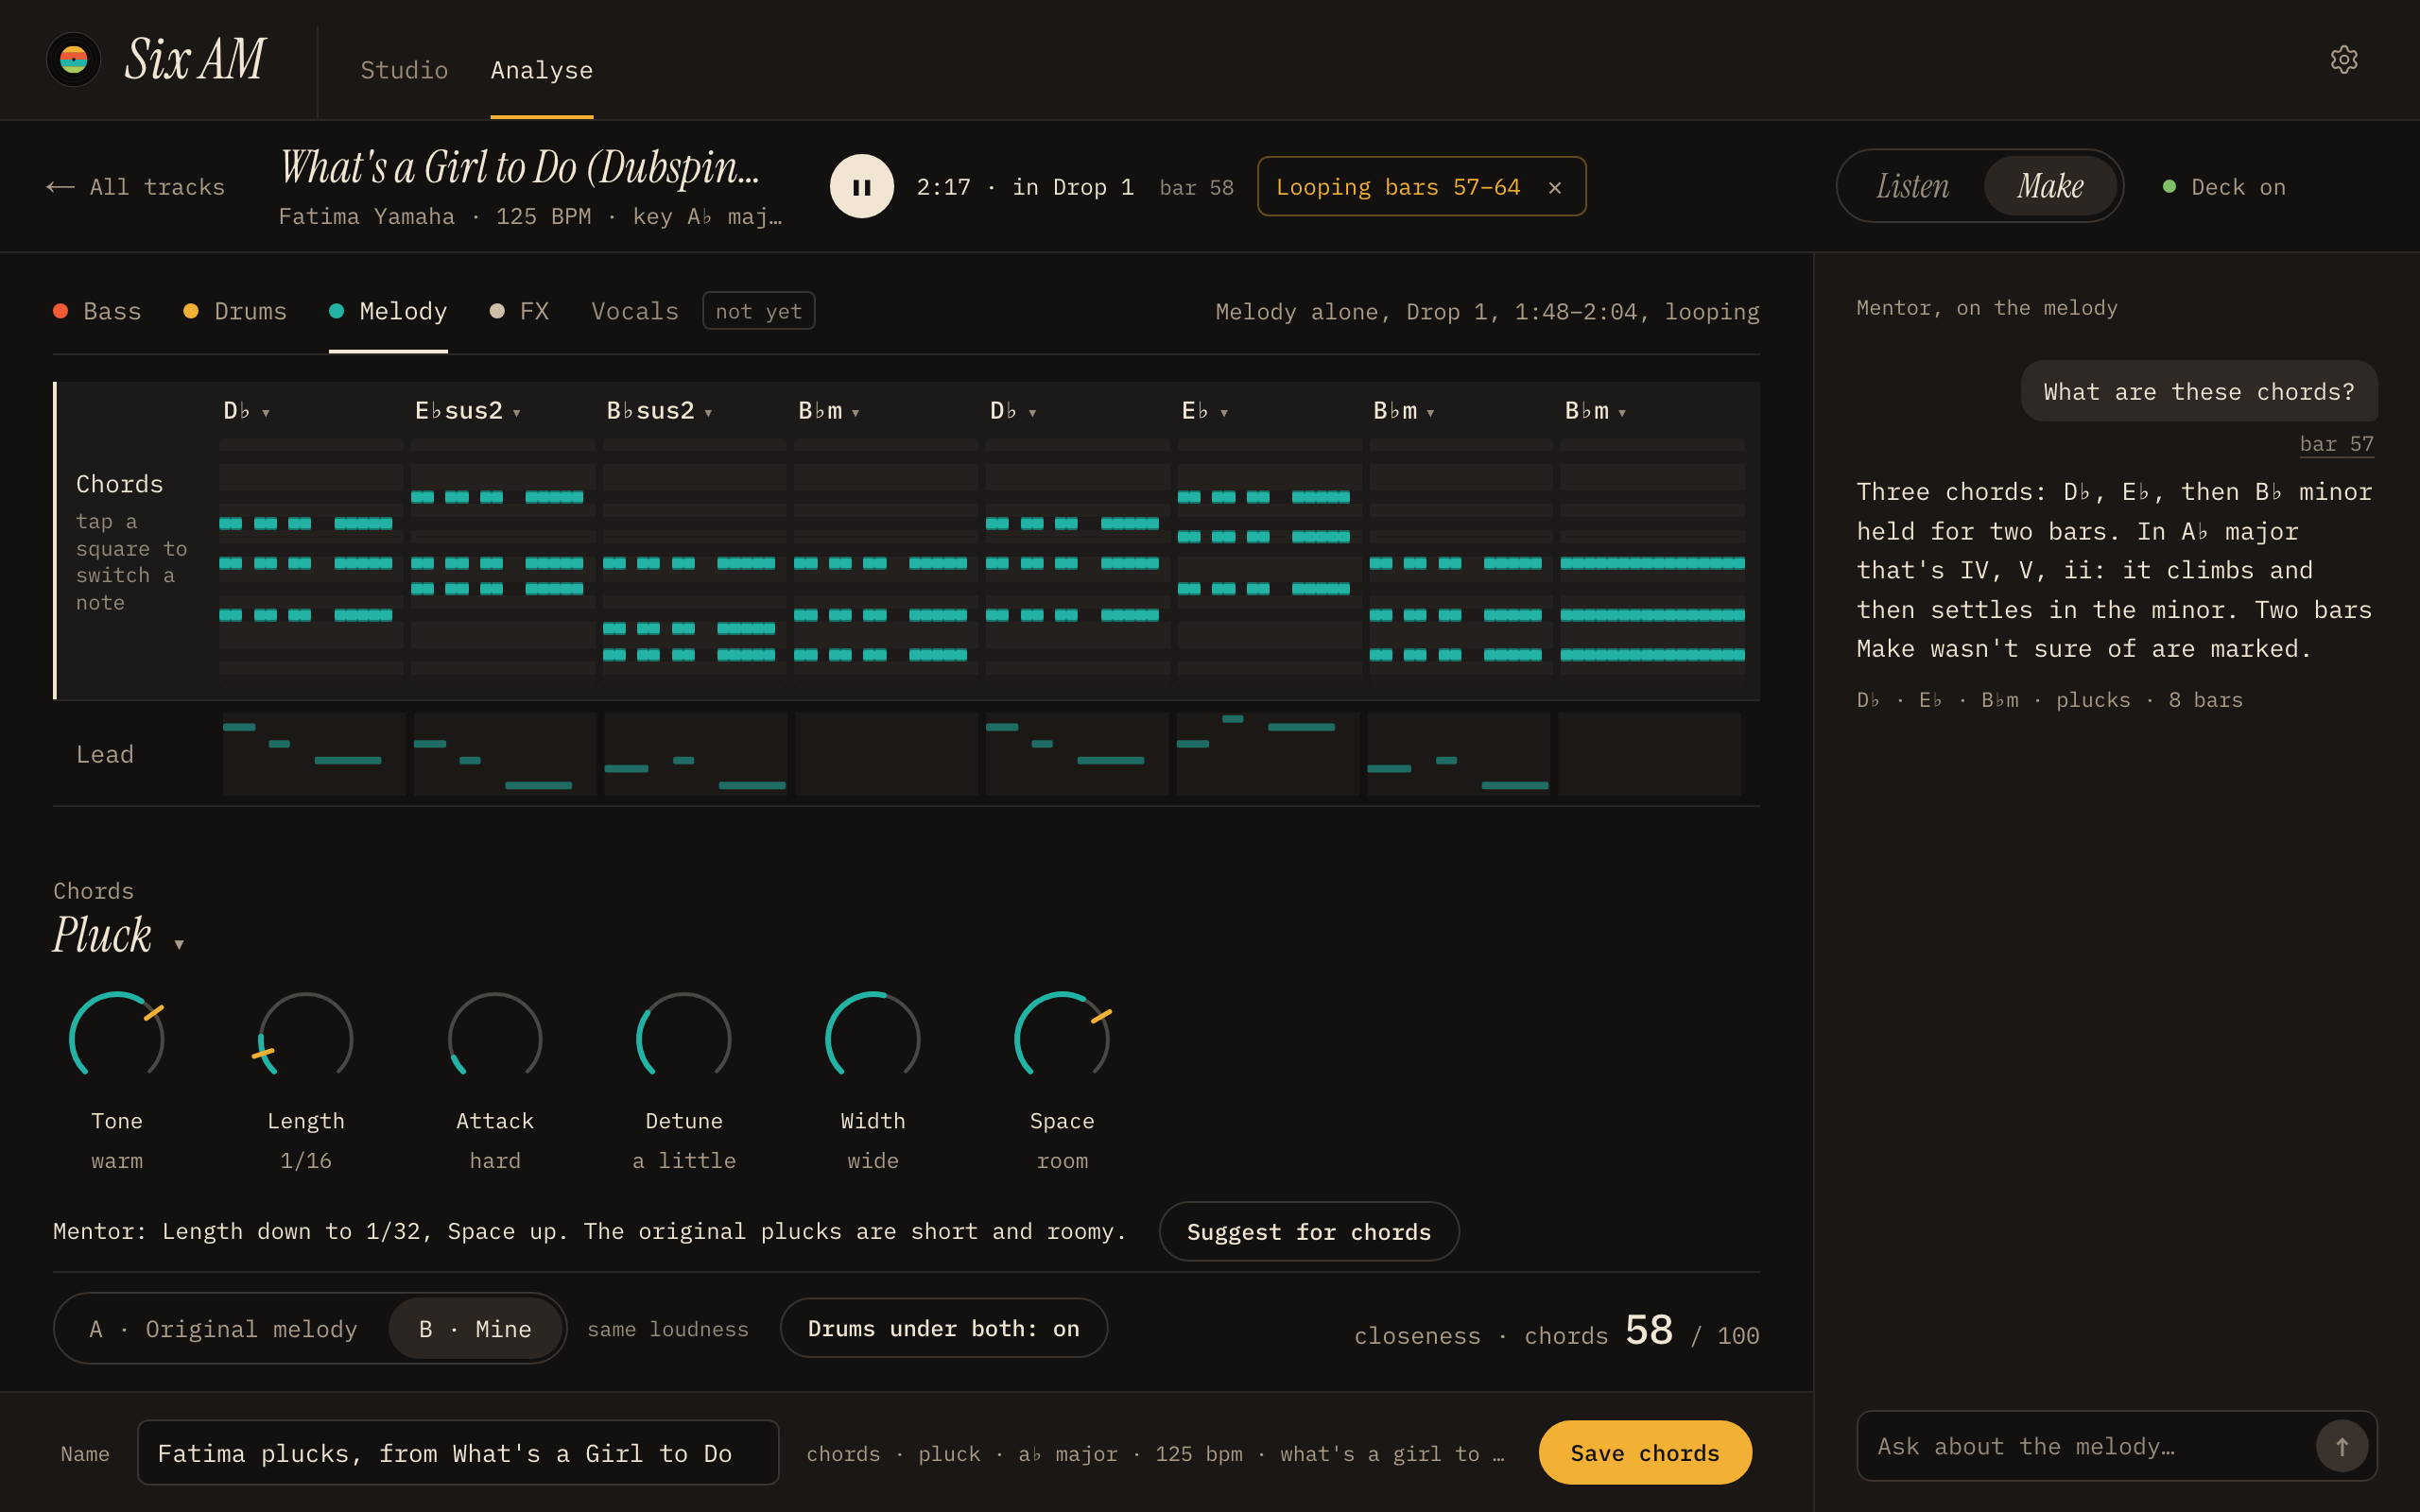 Six AM
Studio
Analyse
← All tracks
What's a Girl to Do (Dubspin…
Fatima Yamaha · 125 BPM · key A♭ maj…
2:17 · in Drop 1
bar 58
Looping bars 57–64 ×
Listen
Make
Deck on
Bass
Drums
Melody
FX
Vocals
not yet
Melody alone, Drop 1, 1:48–2:04, looping
D♭ ▾
E♭sus2 ▾
B♭sus2 ▾
B♭m ▾
D♭ ▾
E♭ ▾
B♭m ▾
B♭m ▾
Chords
tap a
square to
switch a
note
Lead
Chords
Pluck ▾
Tone
warm
Length
1/16
Attack
hard
Detune
a little
Width
wide
Space
room
Mentor: Length down to 1/32, Space up. The original plucks are short and roomy.
Suggest for chords
A · Original melody
B · Mine
same loudness
Drums under both: on
closeness · chords 58 / 100
Name
Fatima plucks, from What's a Girl to Do
chords · pluck · a♭ major · 125 bpm · what's a girl to …
Save chords
Mentor, on the melody
What are these chords?
bar 57
Three chords: D♭, E♭, then B♭ minor
held for two bars. In A♭ major
that's IV, V, ii: it climbs and
then settles in the minor. Two bars
Make wasn't sure of are marked.
D♭ · E♭ · B♭m · plucks · 8 bars
Ask about the melody…
↑